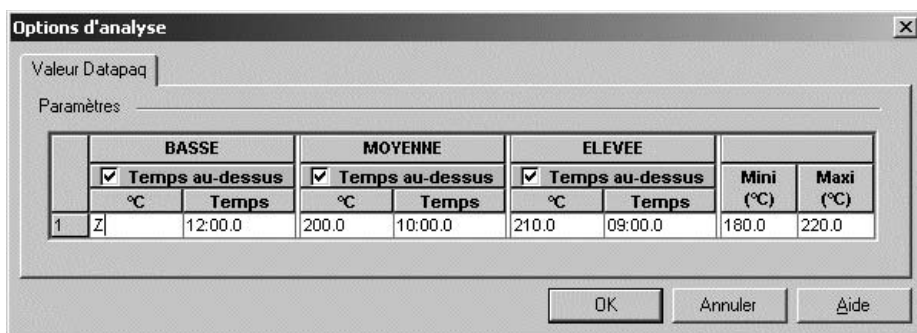 Options d'analyse
Valeur Datapaq
Paramètres
BASSE MOYENNE ELEVEE
Temps au-dessus Temps au-dessus Temps au-dessus Mini (°C) Maxi (°C)
°C Temps °C Temps °C Temps
1 Z 12:00.0 200.0 10:00.0 210.0 09:00.0 180.0 220.0
OK Annuler Aide